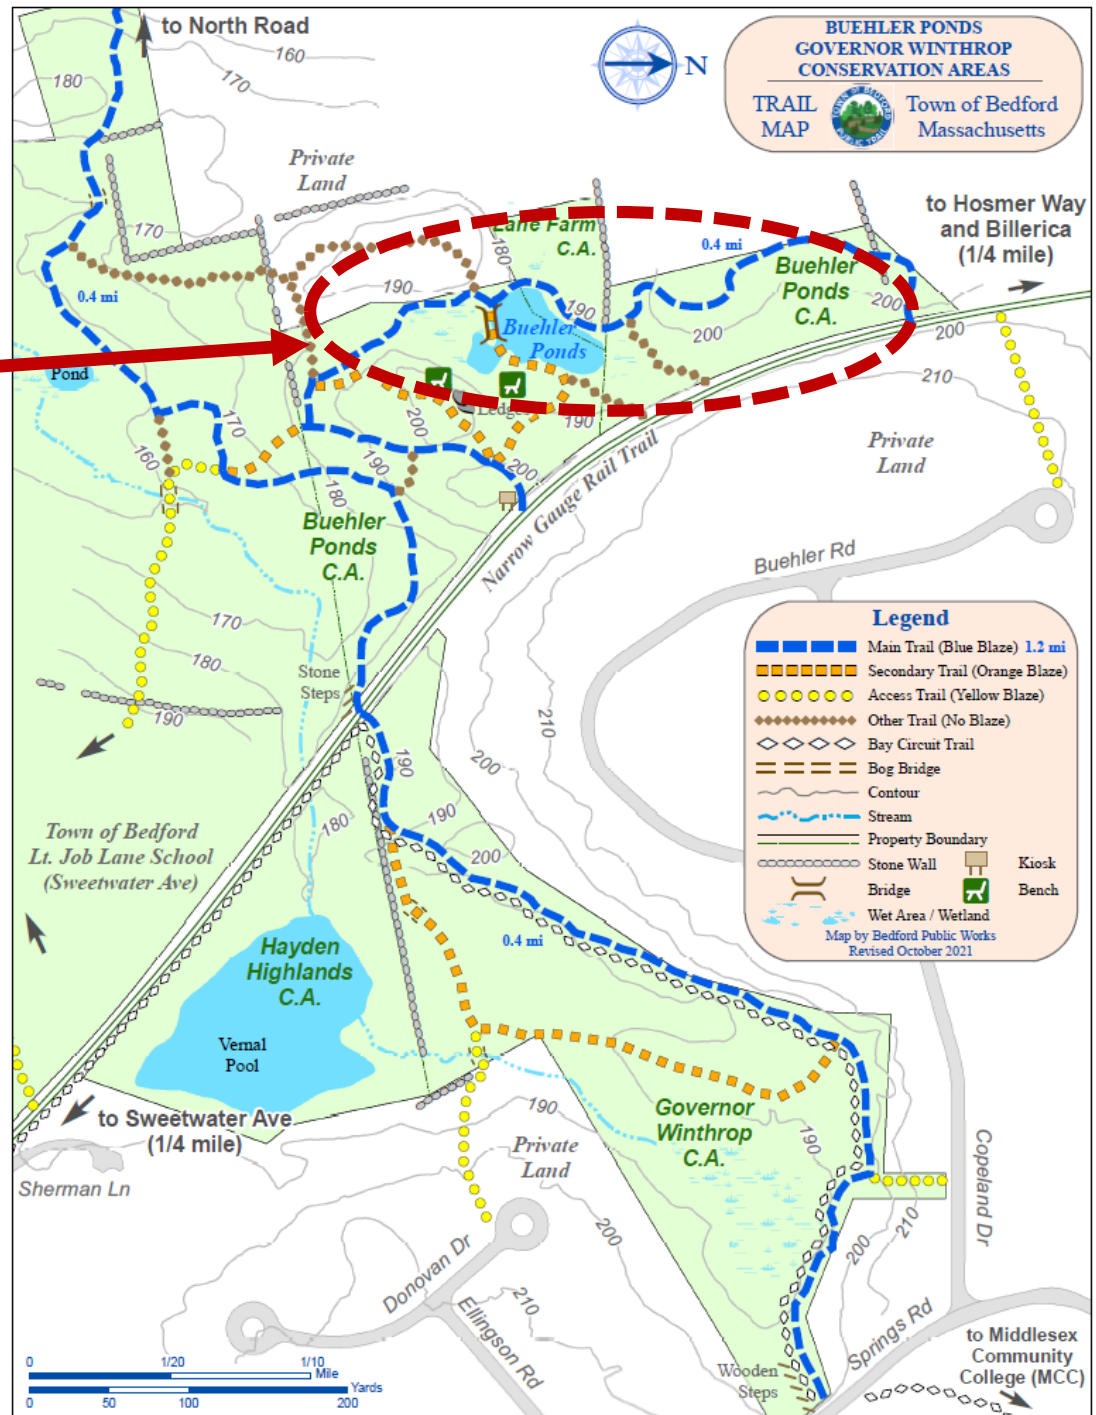 to North Road
N
BUEHLER PONDS
GOVERNOR WINTHROP
CONSERVATION AREAS
TRAIL
MAP
TOWN OF BEDFORD
PUBLIC TRAIL
Town of Bedford
Massachusetts
160
170
180
Private
Land
170
to Hosmer Way
and Billerica
(1/4 mile)
Lane Farm
C.A.
180
0.4 mi
Buehler
Ponds
C.A.
200
190
190
0.4 mi
Buehler
Ponds
200
200
210
Pond
Ledge
200
190
170
160
190
200
180
Private
Land
Narrow Gauge Rail Trail
Buehler
Ponds
C.A.
Buehler Rd
170
180
190
Stone
Steps
210
200
190
190
180
200
Legend
Main Trail (Blue Blaze) 1.2 mi
Secondary Trail (Orange Blaze)
Access Trail (Yellow Blaze)
Other Trail (No Blaze)
Bay Circuit Trail
Bog Bridge
Contour
Stream
Property Boundary
Stone Wall
Kiosk
Bridge
Bench
Wet Area / Wetland
Map by Bedford Public Works
Revised October 2021
Town of Bedford
Lt. Job Lane School
(Sweetwater Ave)
0.4 mi
Hayden
Highlands
C.A.
Vernal
Pool
to Sweetwater Ave
(1/4 mile)
Governor
Winthrop
C.A.
190
190
Private
Land
Sherman Ln
Copeland Dr
200
210
200
Donovan Dr
Ellingson Rd
210
Springs Rd
Wooden
Steps
to Middlesex
Community
College (MCC)
0
1/20
1/10
Mile
Yards
0
50
100
200